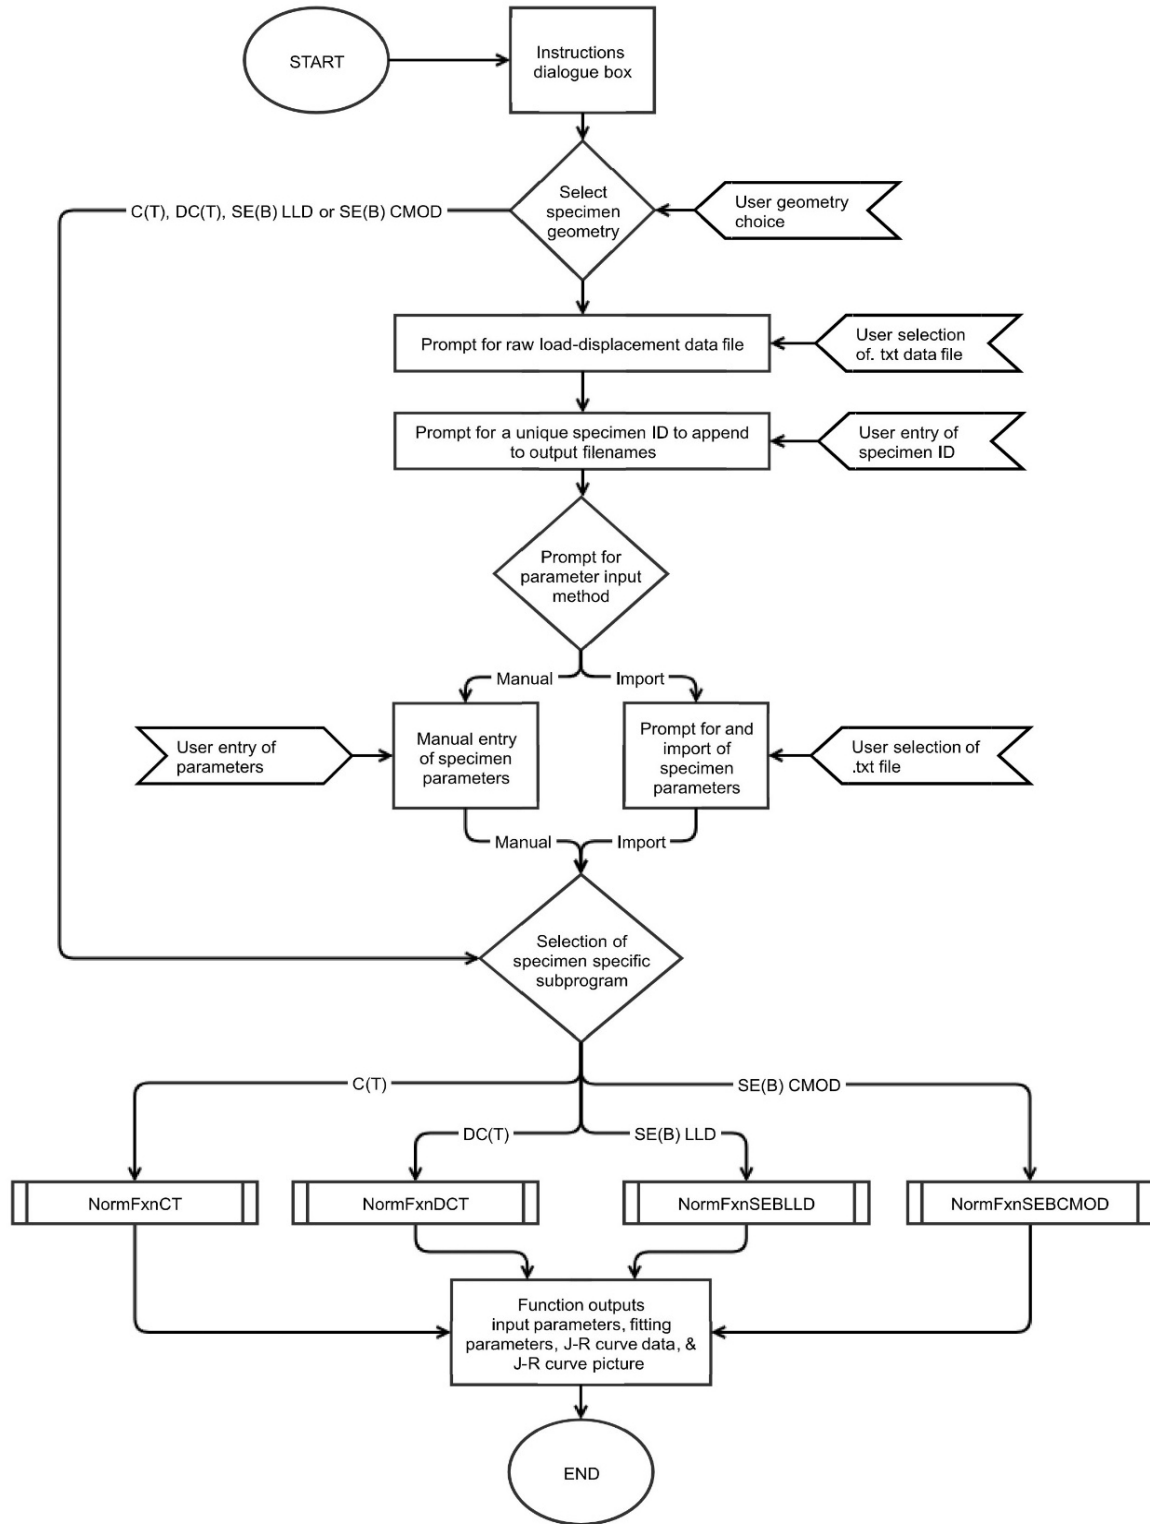 START
Instructions
dialogue box
Select
specimen
geometry
User geometry
choice
C(T), DC(T), SE(B) LLD or SE(B) CMOD
Prompt for raw load-displacement data file
User selection
of. txt data file
Prompt for a unique specimen ID to append
to output filenames
User entry of
specimen ID
Prompt for
parameter input
method
Manual
Import
User entry of
parameters
Manual entry
of specimen
parameters
Prompt for and
import of
specimen
parameters
User selection of
.txt file
Manual
Import
Selection of
specimen specific
subprogram
C(T)
SE(B) CMOD
DC(T)
SE(B) LLD
NormFxnCT
NormFxnDCT
NormFxnSEBLLD
NormFxnSEBCMOD
Function outputs
input parameters, fitting
parameters, J-R curve data, &
J-R curve picture
END